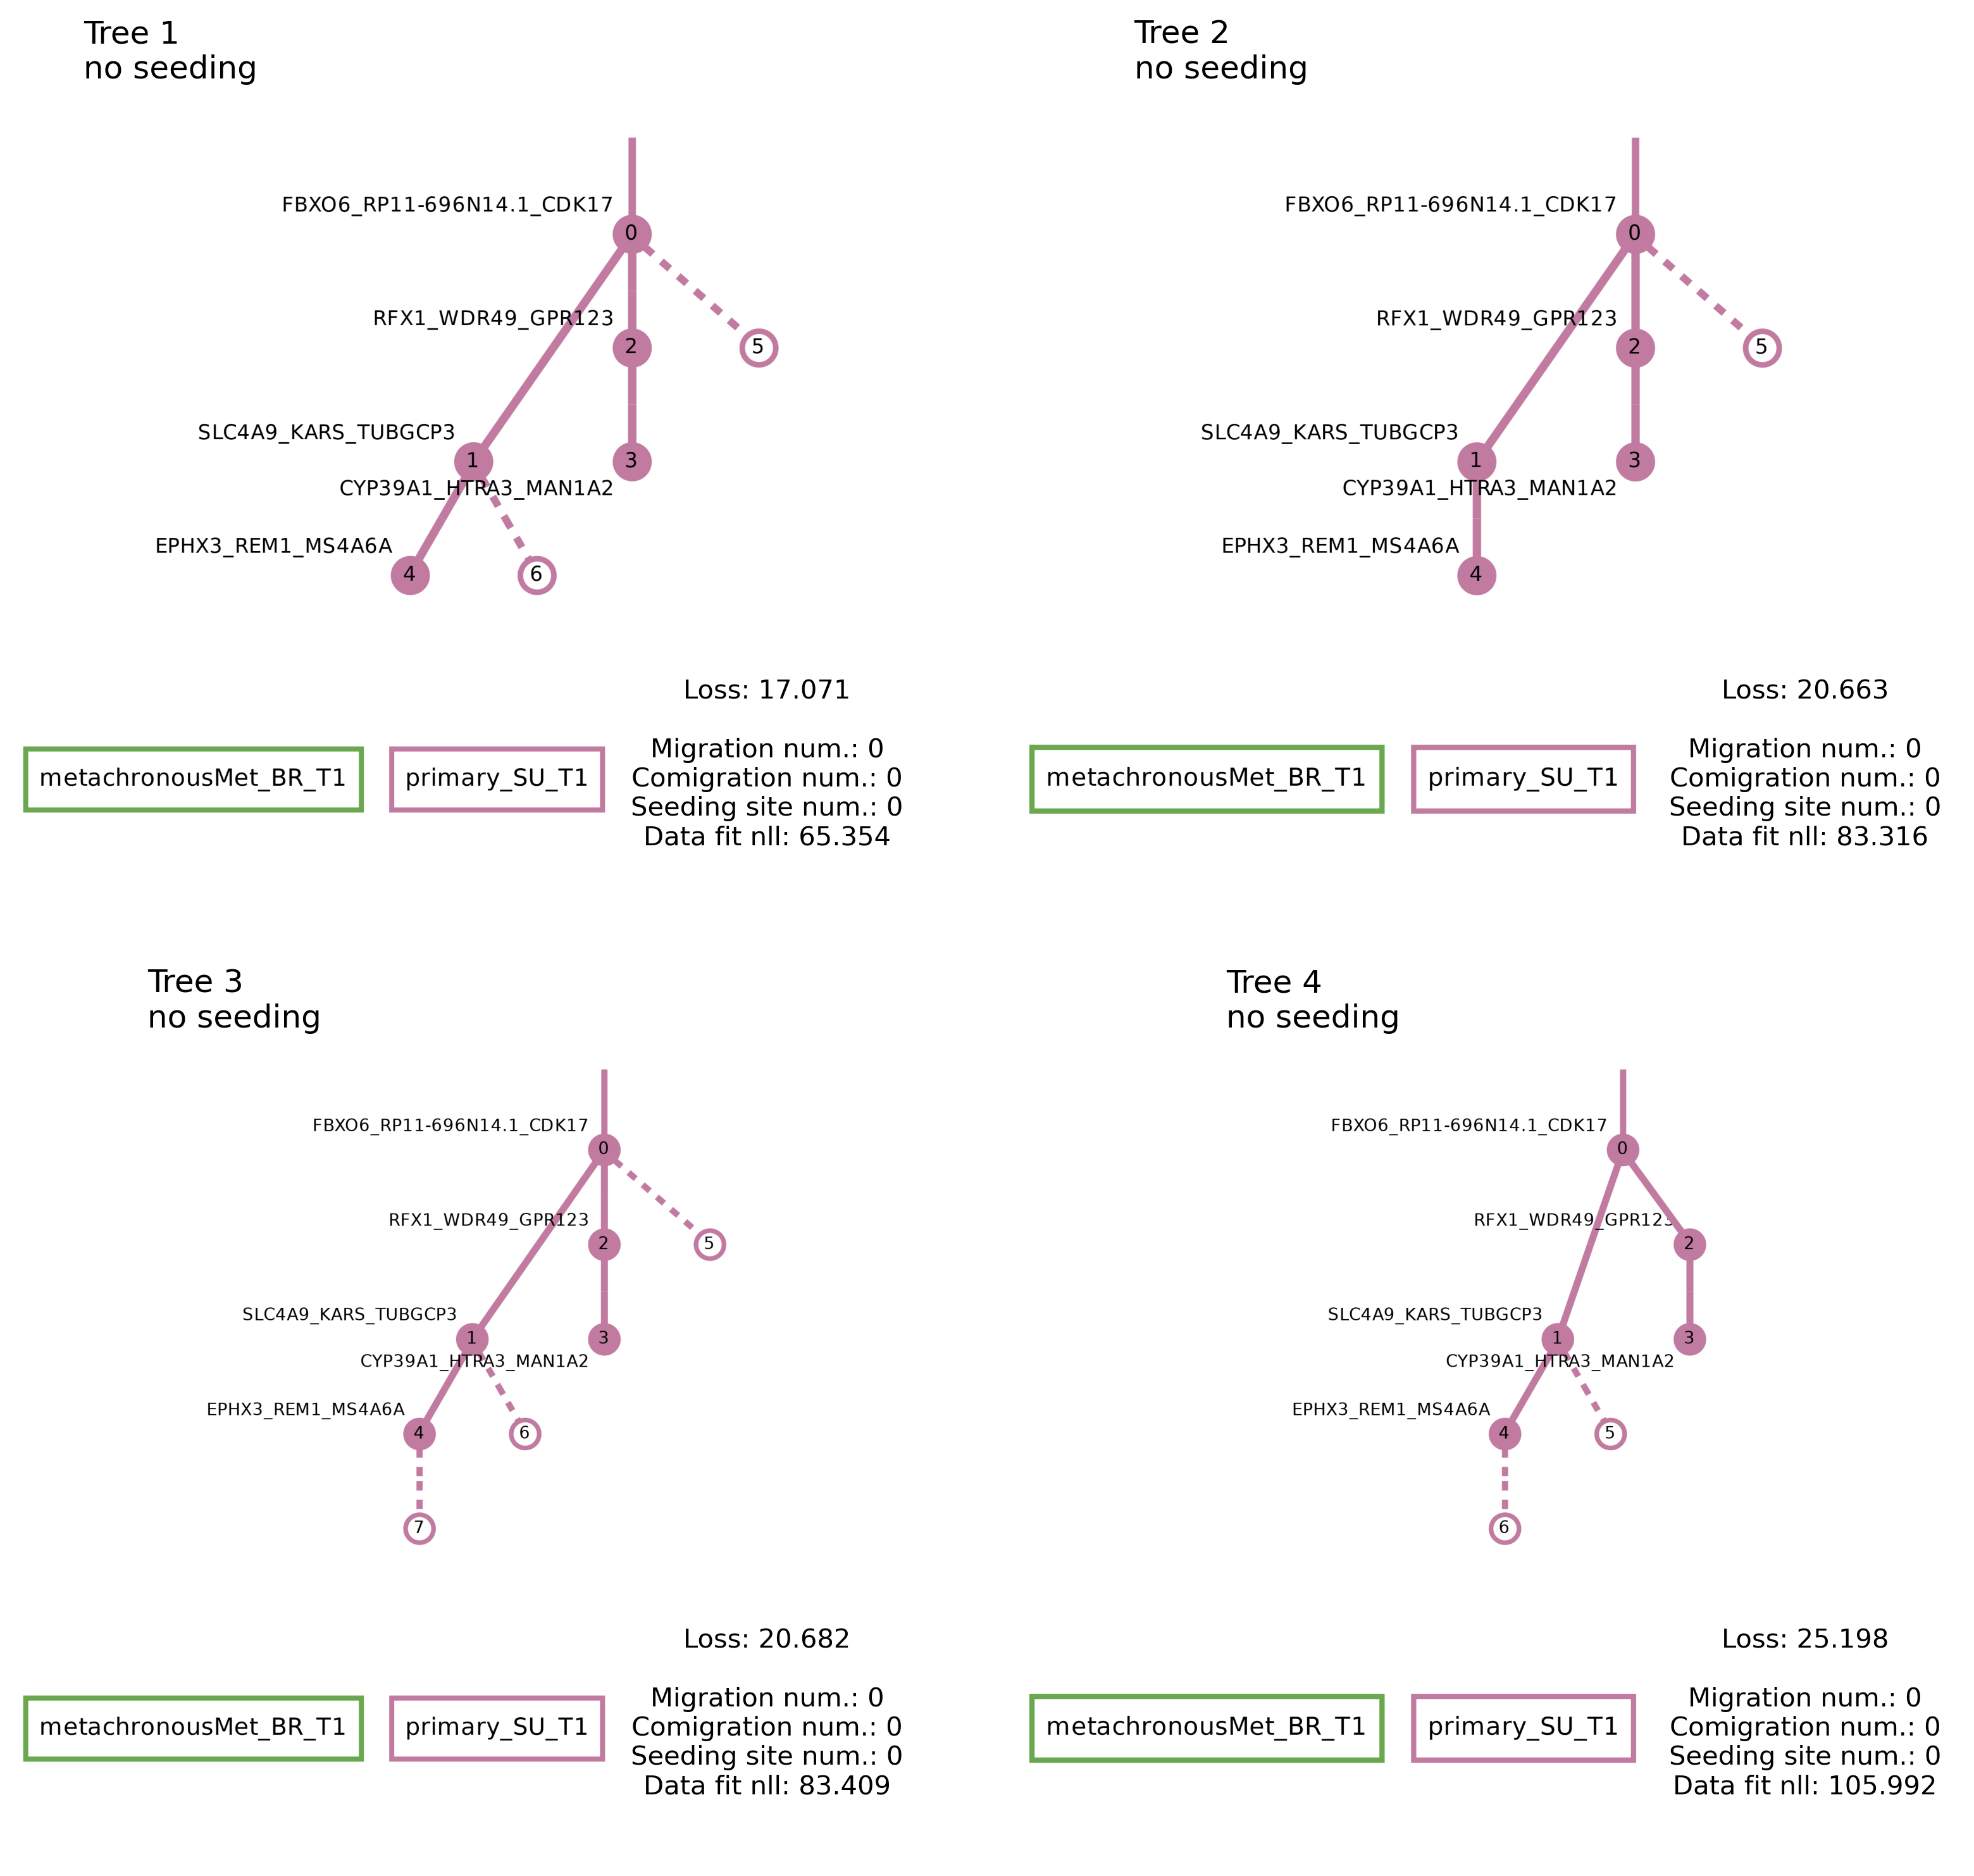 Tree 1
no seeding
FBXO6_RP11-696N14.1_CDK17
0
RFX1_WDR49_GPR123
2
5
SLC4A9_KARS_TUBGCP3
1
3
CYP39A1_HTRA3_MAN1A2
EPHX3_REM1_MS4A6A
4
6
Loss: 17.071
metachronousMet_BR_T1
primary_SU_T1
Migration num.: 0
Comigration num.: 0
Seeding site num.: 0
Data fit nll: 65.354
Tree 2
no seeding
FBXO6_RP11-696N14.1_CDK17
0
RFX1_WDR49_GPR123
2
5
SLC4A9_KARS_TUBGCP3
1
3
CYP39A1_HTRA3_MAN1A2
EPHX3_REM1_MS4A6A
4
Loss: 20.663
metachronousMet_BR_T1
primary_SU_T1
Migration num.: 0
Comigration num.: 0
Seeding site num.: 0
Data fit nll: 83.316
Tree 3
no seeding
FBXO6_RP11-696N14.1_CDK17
0
RFX1_WDR49_GPR123
2
5
SLC4A9_KARS_TUBGCP3
1
3
CYP39A1_HTRA3_MAN1A2
EPHX3_REM1_MS4A6A
4
6
7
Loss: 20.682
metachronousMet_BR_T1
primary_SU_T1
Migration num.: 0
Comigration num.: 0
Seeding site num.: 0
Data fit nll: 83.409
Tree 4
no seeding
FBXO6_RP11-696N14.1_CDK17
0
RFX1_WDR49_GPR123
2
SLC4A9_KARS_TUBGCP3
1
3
CYP39A1_HTRA3_MAN1A2
EPHX3_REM1_MS4A6A
4
5
6
Loss: 25.198
metachronousMet_BR_T1
primary_SU_T1
Migration num.: 0
Comigration num.: 0
Seeding site num.: 0
Data fit nll: 105.992